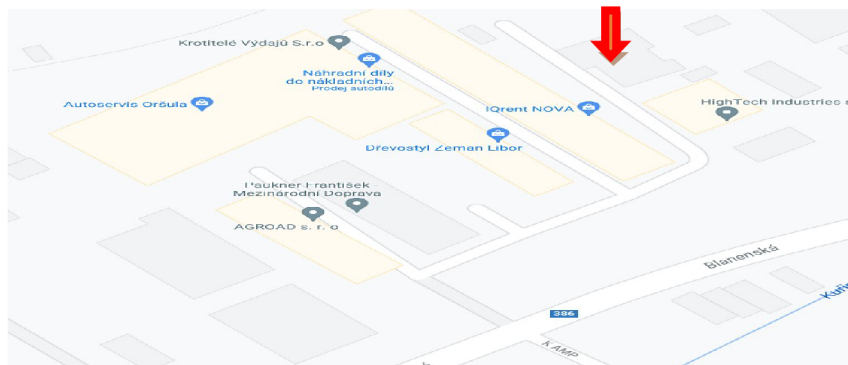 Krotitelé Výdajů S.r.o
Náhradní díly
do nákladních...
Prodej autodílů
Autoservis Oršula
IQrent NOVA
HighTech Industries
Dřevostyl Zeman Libor
Paukner František
Mezinárodní Doprava
AGROAD s. r. o
Blanenská
386
K AMP